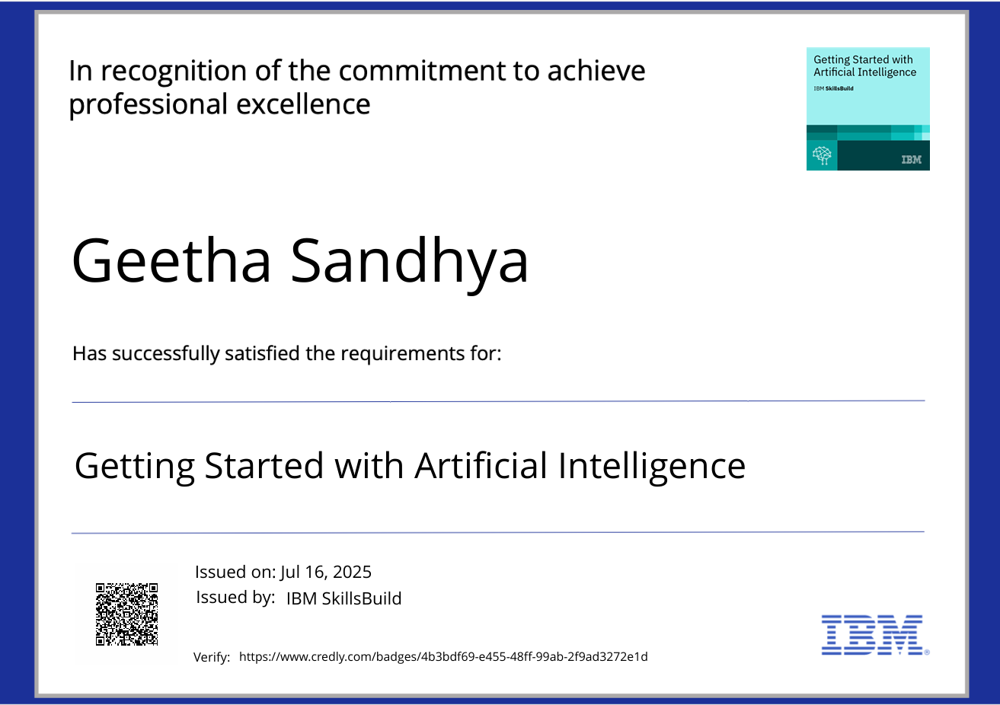 In recognition of the commitment to achieve
professional excellence
Getting Started with
Artificial Intelligence
IBM SkillsBuild
IBM
Geetha Sandhya
Has successfully satisfied the requirements for:
Getting Started with Artificial Intelligence
Issued on: Jul 16, 2025
Issued by: IBM SkillsBuild
Verify: https://www.credly.com/badges/4b3bdf69-e455-48ff-99ab-2f9ad3272e1d
IBM®